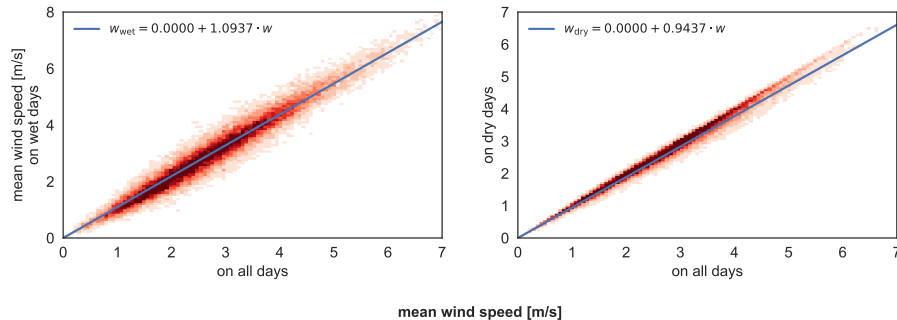 8
6
4
2
0
mean wind speed [m/s]
on wet days
w_wet = 0.0000 + 1.0937 · w
0 1 2 3 4 5 6 7
on all days
7
6
5
4
3
2
1
0
on dry days
w_dry = 0.0000 + 0.9437 · w
0 1 2 3 4 5 6 7
on all days
mean wind speed [m/s]